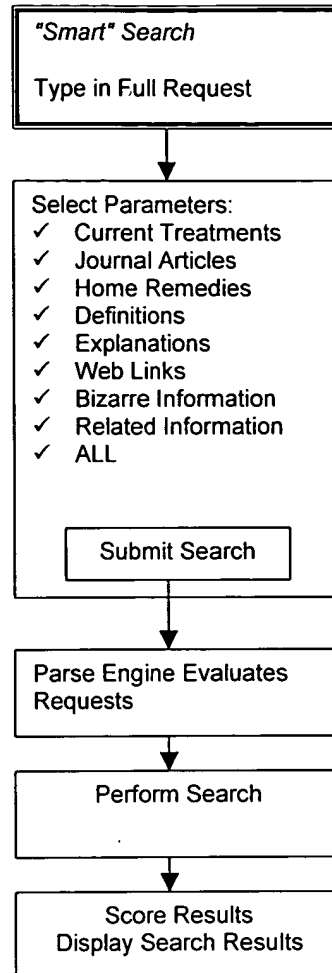 "Smart" Search
Type in Full Request
Select Parameters:
✓ Current Treatments
✓ Journal Articles
✓ Home Remedies
✓ Definitions
✓ Explanations
✓ Web Links
✓ Bizarre Information
✓ Related Information
✓ ALL
Submit Search
Parse Engine Evaluates
Requests
Perform Search
Score Results
Display Search Results